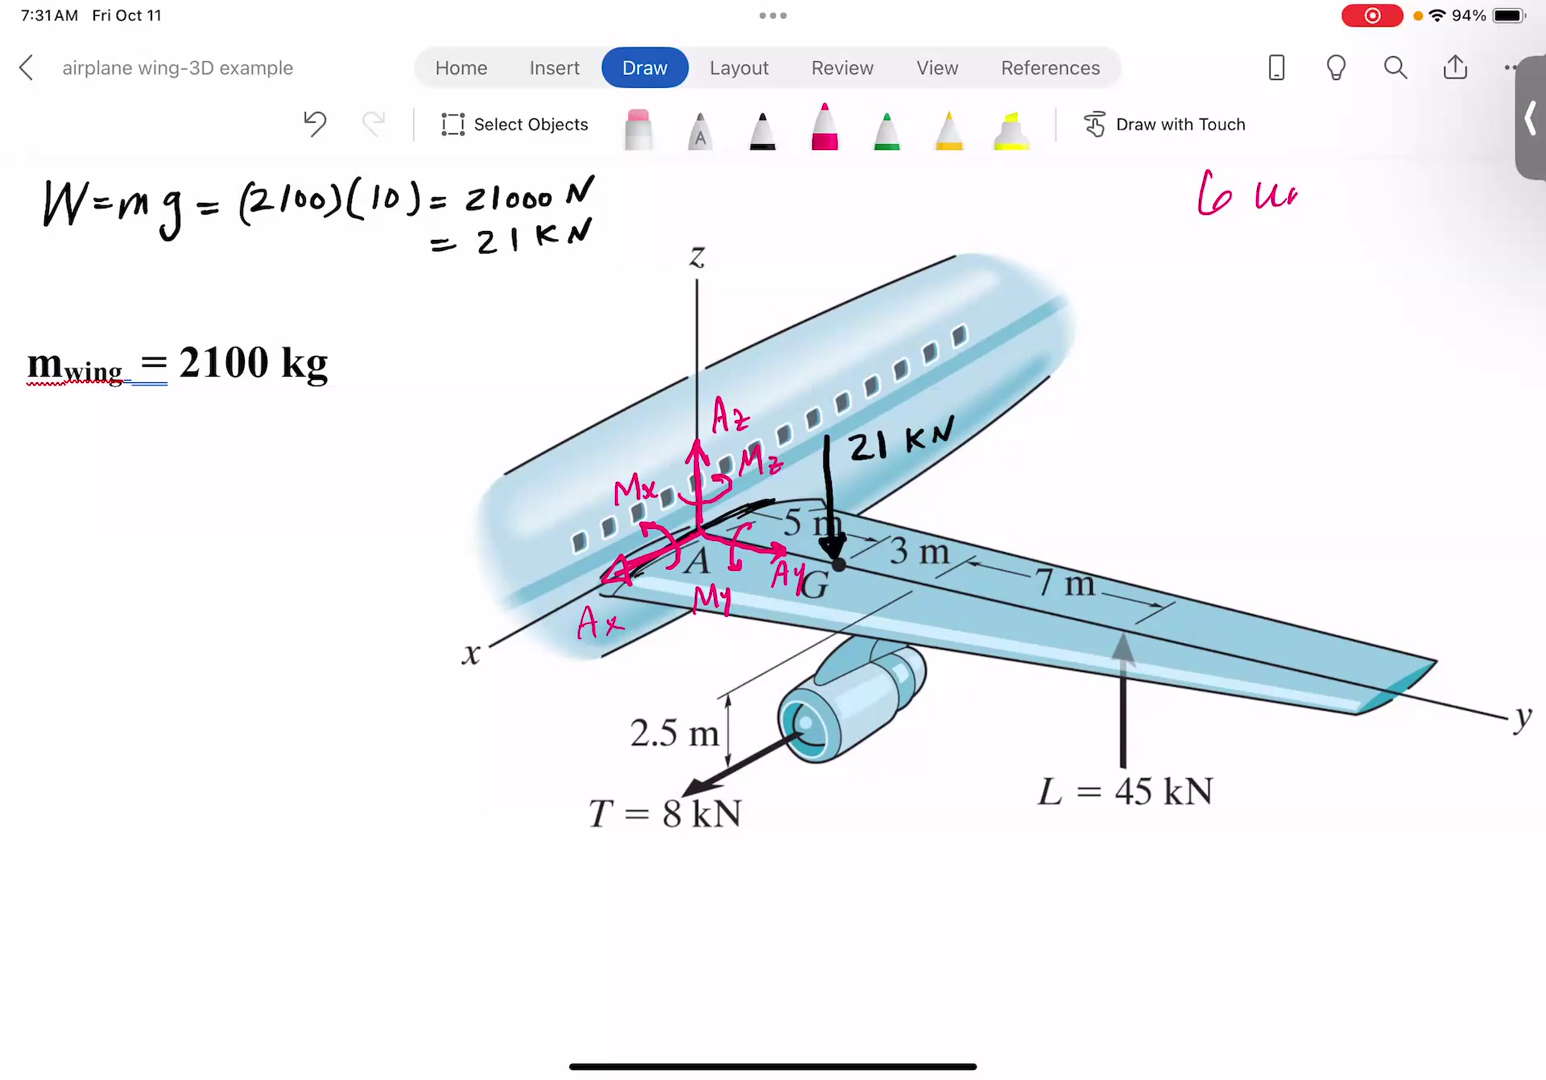 7:31 AM Fri Oct 11
94%
airplane wing-3D example
Home Insert Draw Layout Review View References
A Select Objects Draw with Touch
W = mg = (2100)(10) = 21000 N
= 21 KN
6
m_wing = 2100 kg
z
Az
Mz
Mx
21 KN
5 m
3 m
7 m
A
Ay
G
My
Ax
x
y
2.5 m
T = 8 kN
L = 45 kN